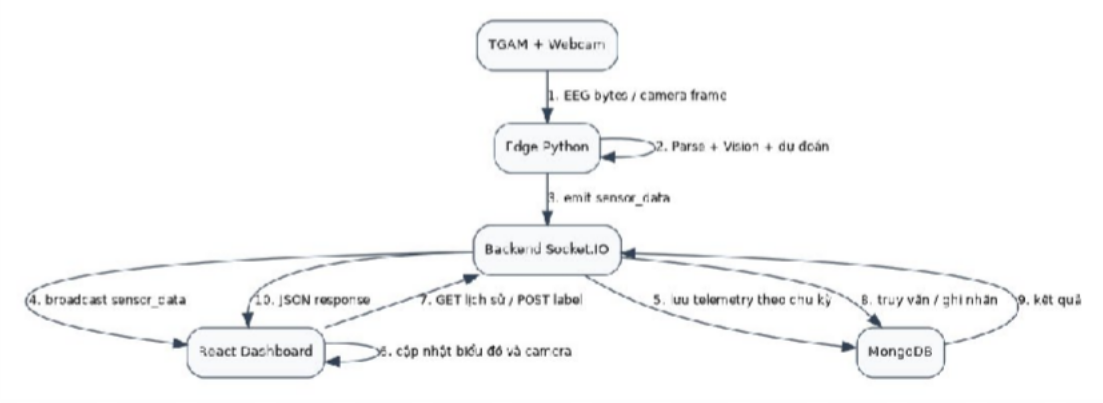 TGAM + Webcam
1. EEG bytes / camera frame
Edge Python
2. Parse + Vision + dự đoán
3. emit sensor_data
Backend Socket.IO
4. broadcast sensor_data
10. JSON response
7. GET lịch sử / POST label
5. lưu telemetry theo chu kỳ
8. truy vấn / ghi nhãn
9. kết quả
React Dashboard
6. cập nhật biểu đồ và camera
MongoDB